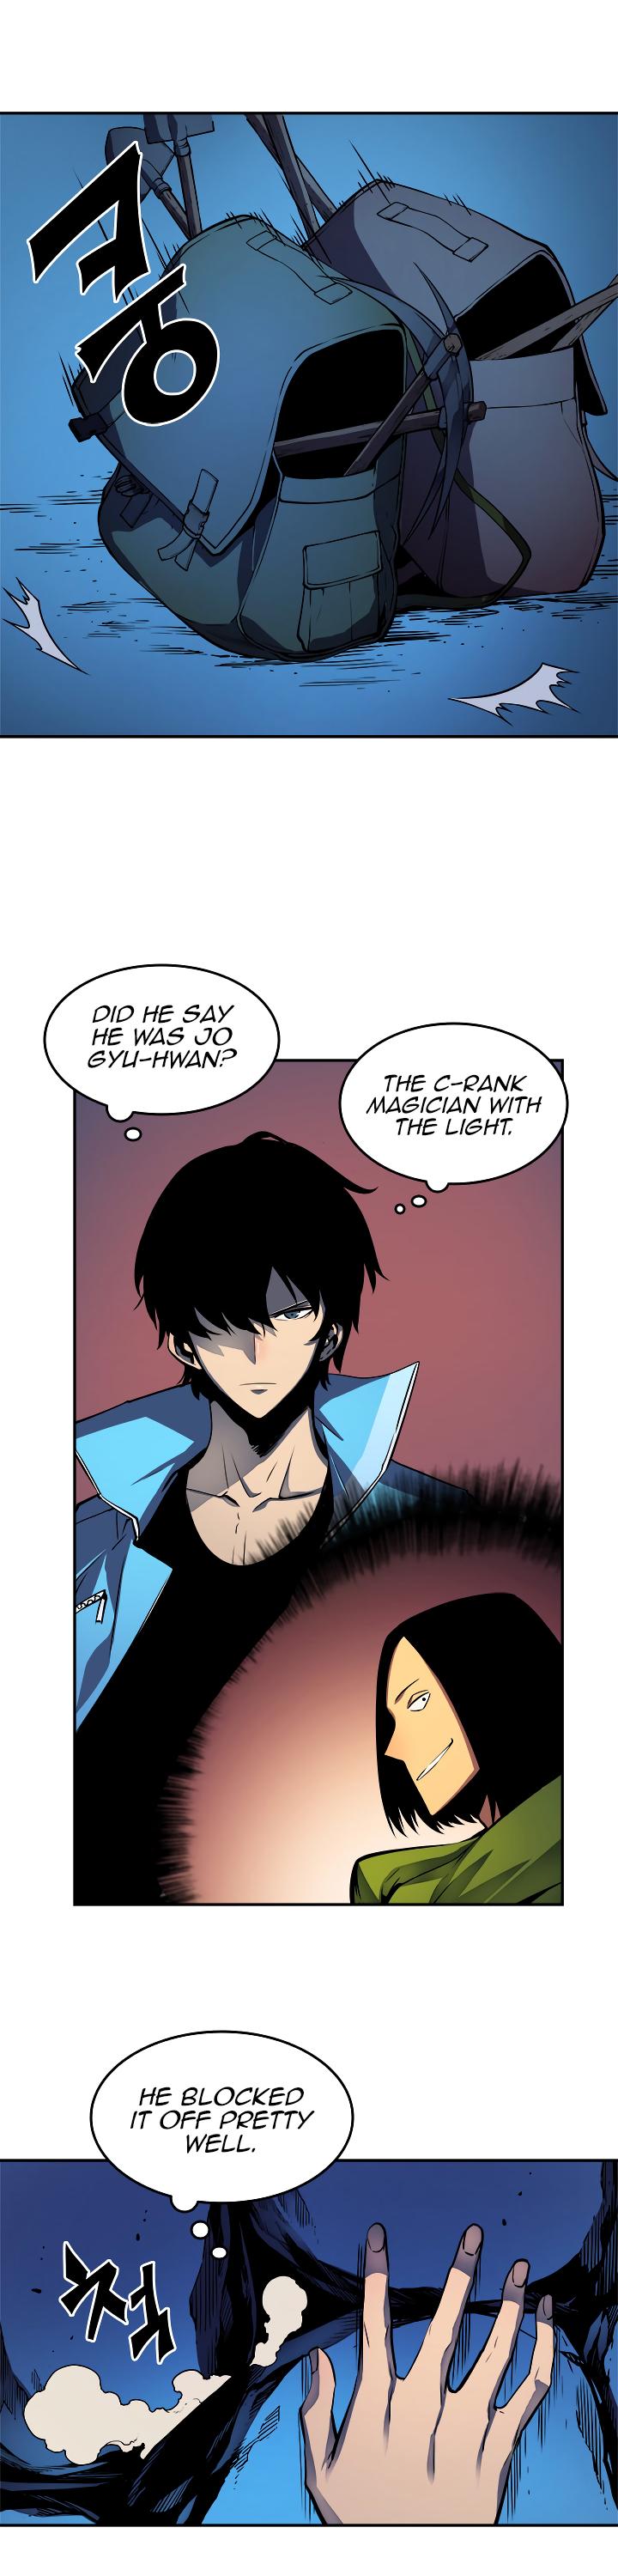 쿵
DID HE SAY
HE WAS JO
GYU-HWAN?
THE C-RANK
MAGICIAN WITH
THE LIGHT.
HE BLOCKED
IT OFF PRETTY
WELL.
척